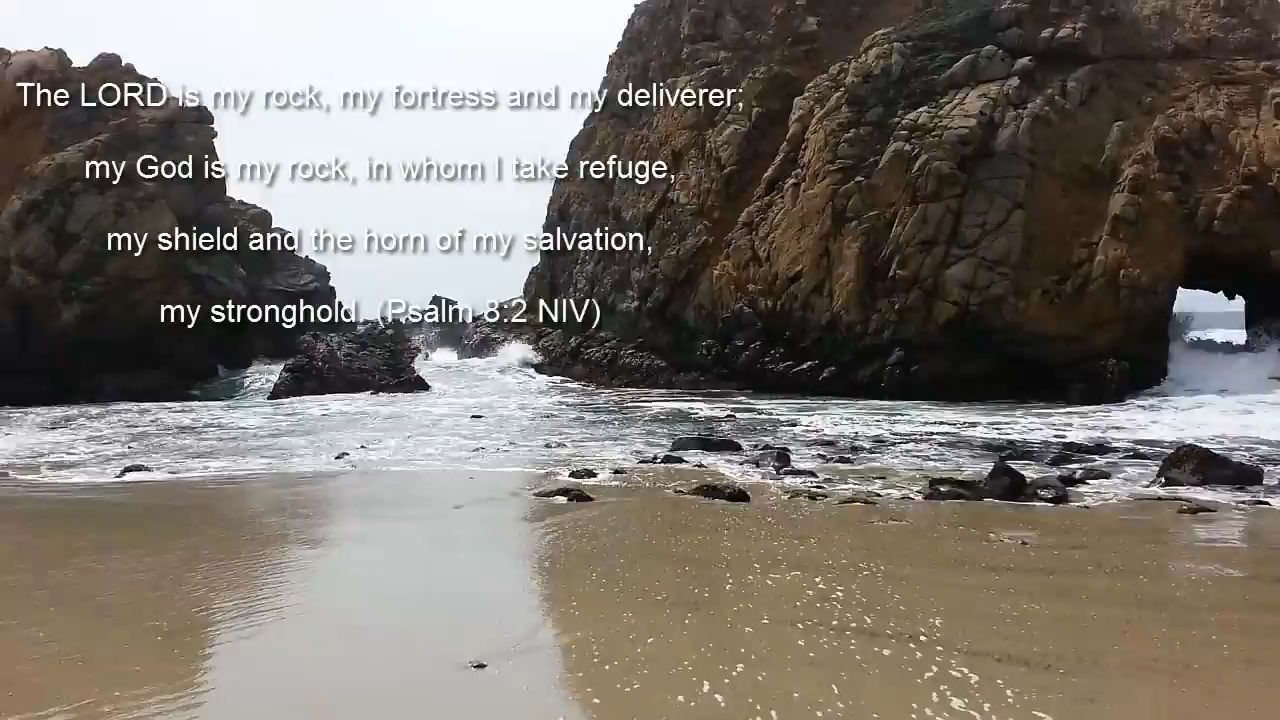 The LORD is my rock, my fortress and my deliverer;
my God is my rock, in whom I take refuge,
my shield and the horn of my salvation,
my stronghold. (Psalm 8:2 NIV)